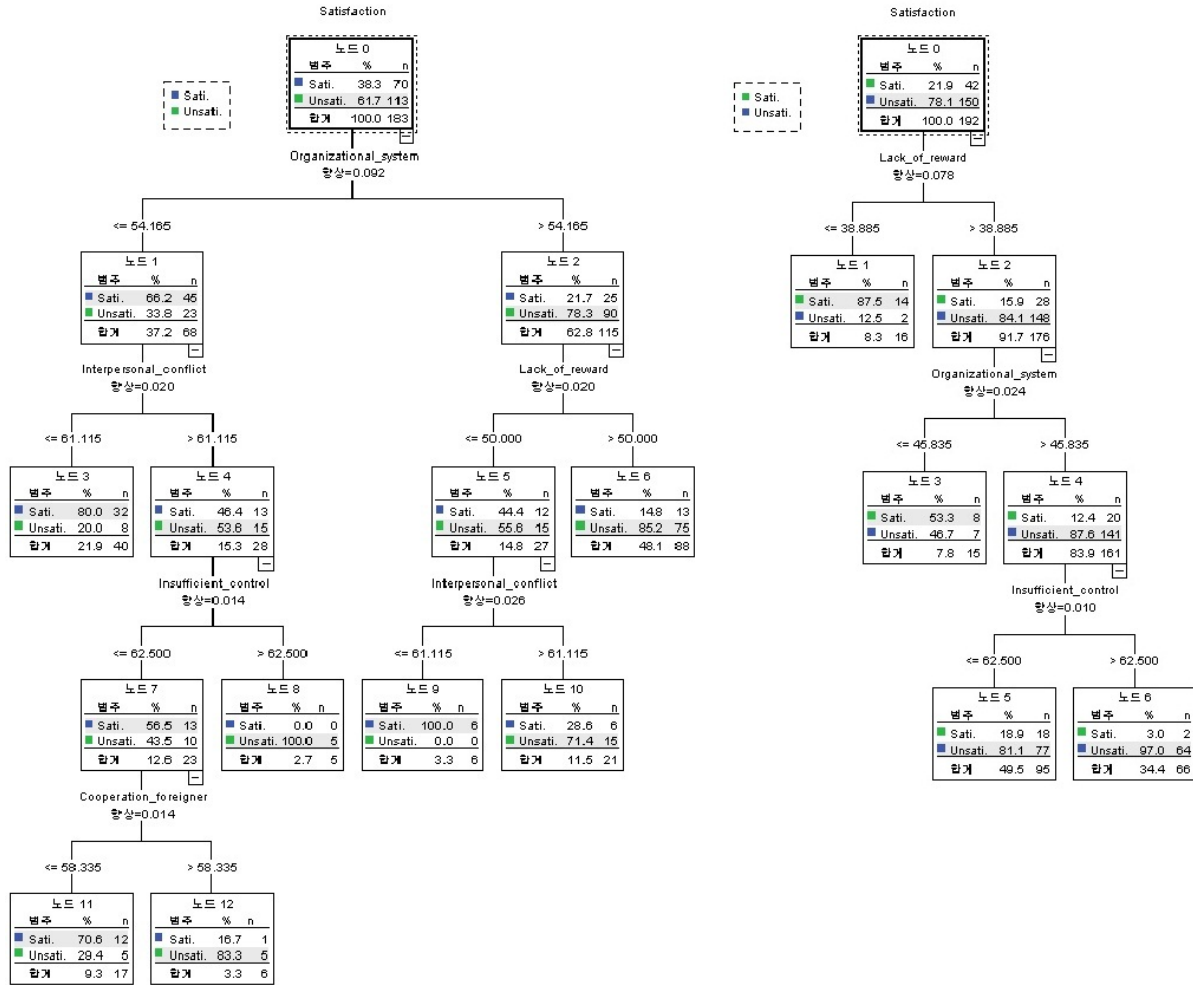 Satisfaction
Sati.
Unsati.
노드 0
범주 % n
Sati. 38.3 70
Unsati. 61.7 113
합계 100.0 183
Organizational_system
향상=0.092
<= 54.165
> 54.165
노드 1
범주 % n
Sati. 66.2 45
Unsati. 33.8 23
합계 37.2 68
노드 2
범주 % n
Sati. 21.7 25
Unsati. 78.3 90
합계 62.8 115
Interpersonal_conflict
향상=0.020
Lack_of_reward
향상=0.020
<= 61.115
> 61.115
<= 50.000
> 50.000
노드 3
범주 % n
Sati. 80.0 32
Unsati. 20.0 8
합계 21.9 40
노드 4
범주 % n
Sati. 46.4 13
Unsati. 53.6 15
합계 15.3 28
노드 5
범주 % n
Sati. 44.4 12
Unsati. 55.6 15
합계 14.8 27
노드 6
범주 % n
Sati. 14.8 13
Unsati. 85.2 75
합계 48.1 88
Insufficient_control
향상=0.014
Interpersonal_conflict
향상=0.026
<= 62.500
> 62.500
<= 61.115
> 61.115
노드 7
범주 % n
Sati. 56.5 13
Unsati. 43.5 10
합계 12.6 23
노드 8
범주 % n
Sati. 0.0 0
Unsati. 100.0 5
합계 2.7 5
노드 9
범주 % n
Sati. 100.0 6
Unsati. 0.0 0
합계 3.3 6
노드 10
범주 % n
Sati. 28.6 6
Unsati. 71.4 15
합계 11.5 21
Cooperation_foreigner
향상=0.014
<= 58.335
> 58.335
노드 11
범주 % n
Sati. 70.6 12
Unsati. 29.4 5
합계 9.3 17
노드 12
범주 % n
Sati. 16.7 1
Unsati. 83.3 5
합계 3.3 6
Satisfaction
Sati.
Unsati.
노드 0
범주 % n
Sati. 21.9 42
Unsati. 78.1 150
합계 100.0 192
Lack_of_reward
향상=0.078
<= 38.885
> 38.885
노드 1
범주 % n
Sati. 87.5 14
Unsati. 12.5 2
합계 8.3 16
노드 2
범주 % n
Sati. 15.9 28
Unsati. 84.1 148
합계 91.7 176
Organizational_system
향상=0.024
<= 45.835
> 45.835
노드 3
범주 % n
Sati. 53.3 8
Unsati. 46.7 7
합계 7.8 15
노드 4
범주 % n
Sati. 12.4 20
Unsati. 87.6 141
합계 83.9 161
Insufficient_control
향상=0.010
<= 62.500
> 62.500
노드 5
범주 % n
Sati. 18.9 18
Unsati. 81.1 77
합계 49.5 95
노드 6
범주 % n
Sati. 3.0 2
Unsati. 97.0 64
합계 34.4 66